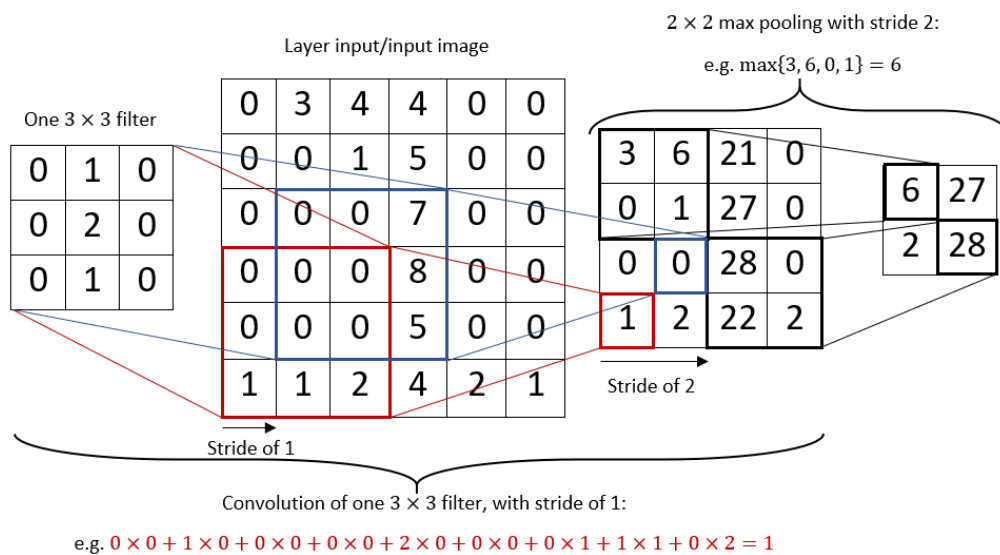 2 × 2 max pooling with stride 2:
Layer input/input image
e.g. max{3, 6, 0, 1} = 6
One 3 × 3 filter
0 1 0
0 2 0
0 1 0
0 3 4 4 0 0
0 0 1 5 0 0
0 0 0 7 0 0
0 0 0 8 0 0
0 0 0 5 0 0
1 1 2 4 2 1
3 6 21 0
0 1 27 0
0 0 28 0
1 2 22 2
6 27
2 28
Stride of 2
Stride of 1
Convolution of one 3 × 3 filter, with stride of 1:
e.g. 0 × 0 + 1 × 0 + 0 × 0 + 0 × 0 + 2 × 0 + 0 × 0 + 0 × 1 + 1 × 1 + 0 × 2 = 1